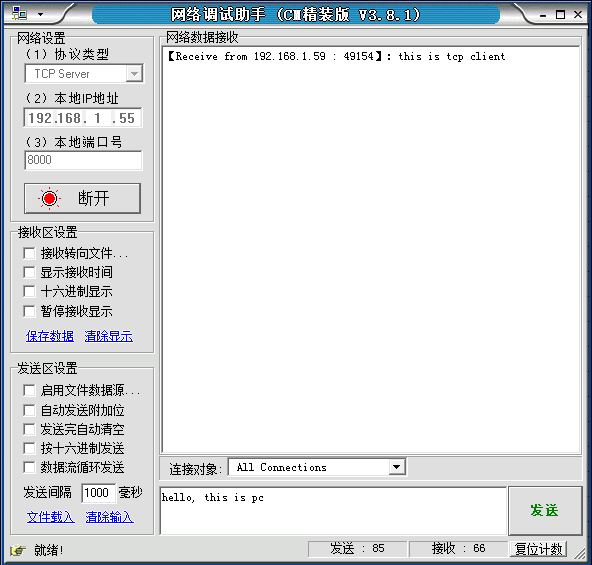 网络调试助手 (CM精装版 V3.8.1)
网络设置
(1) 协议类型
TCP Server
(2) 本地IP地址
192.168. 1 .55
(3) 本地端口号
8000
断开
接收区设置
接收转向文件...
显示接收时间
十六进制显示
暂停接收显示
保存数据 清除显示
发送区设置
启用文件数据源...
自动发送附加位
发送完自动清空
按十六进制发送
数据流循环发送
发送间隔 1000 毫秒
文件载入 清除输入
网络数据接收
【Receive from 192.168.1.59 : 49154】: this is tcp client
连接对象: All Connections
hello, this is pc
发送
就绪!
发送 : 85
接收 : 66
复位计数